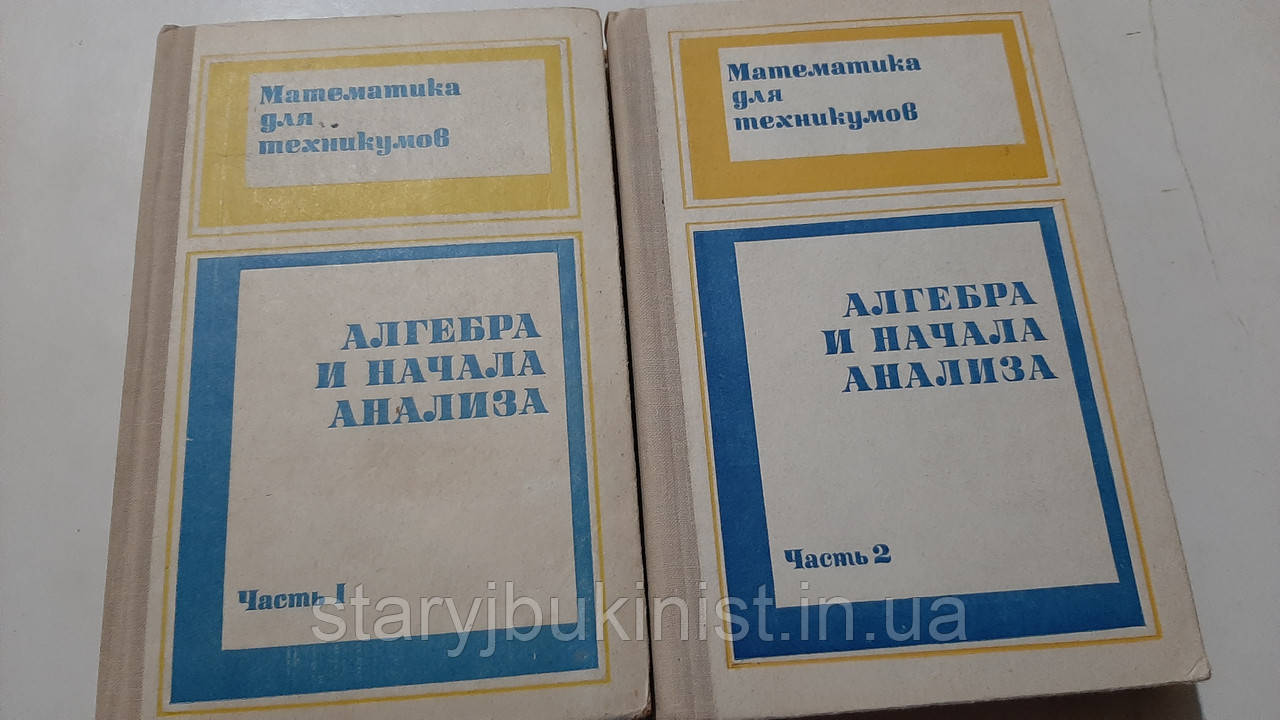 Математика
для
техникумов
АЛГЕБРА
И НАЧАЛА
АНАЛИЗА
Часть 1
Математика
для
техникумов
АЛГЕБРА
И НАЧАЛА
АНАЛИЗА
Часть 2
staryjbukinist.in.ua